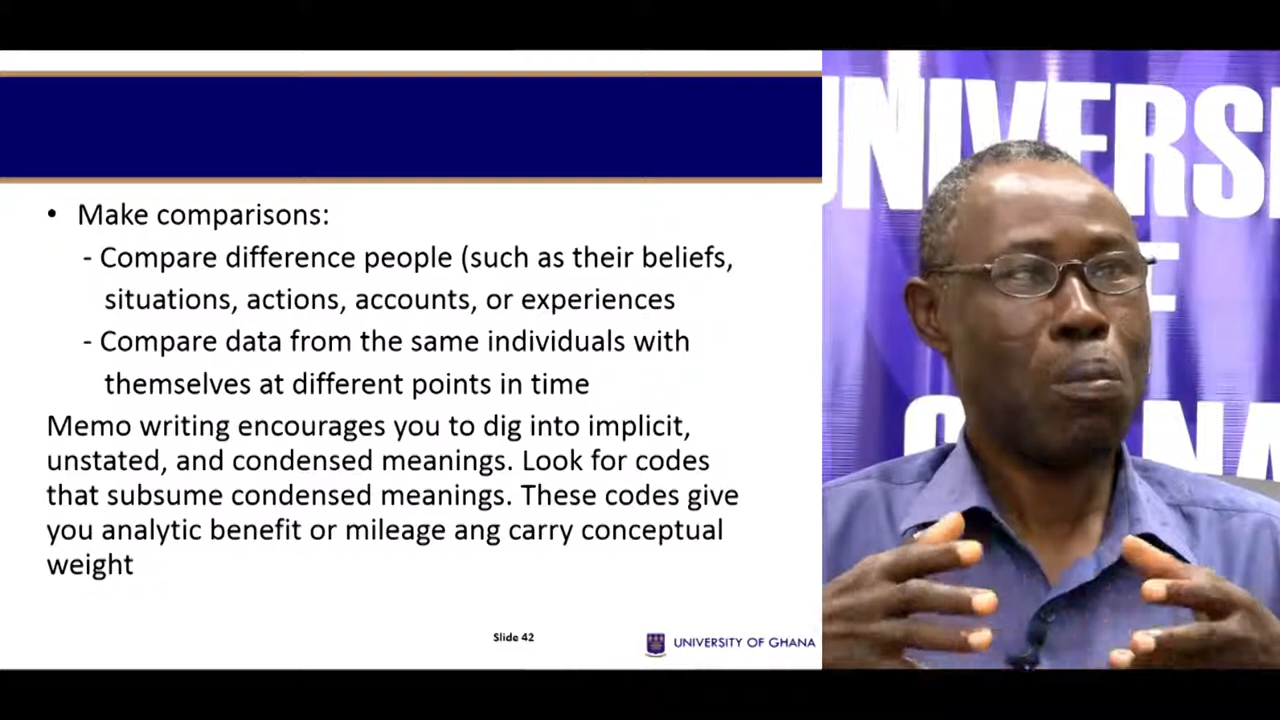 • Make comparisons:
- Compare difference people (such as their beliefs,
situations, actions, accounts, or experiences
- Compare data from the same individuals with
themselves at different points in time
Memo writing encourages you to dig into implicit,
unstated, and condensed meanings. Look for codes
that subsume condensed meanings. These codes give
you analytic benefit or mileage ang carry conceptual
weight
Slide 42
UNIVERSITY OF GHANA
UNIVERSI